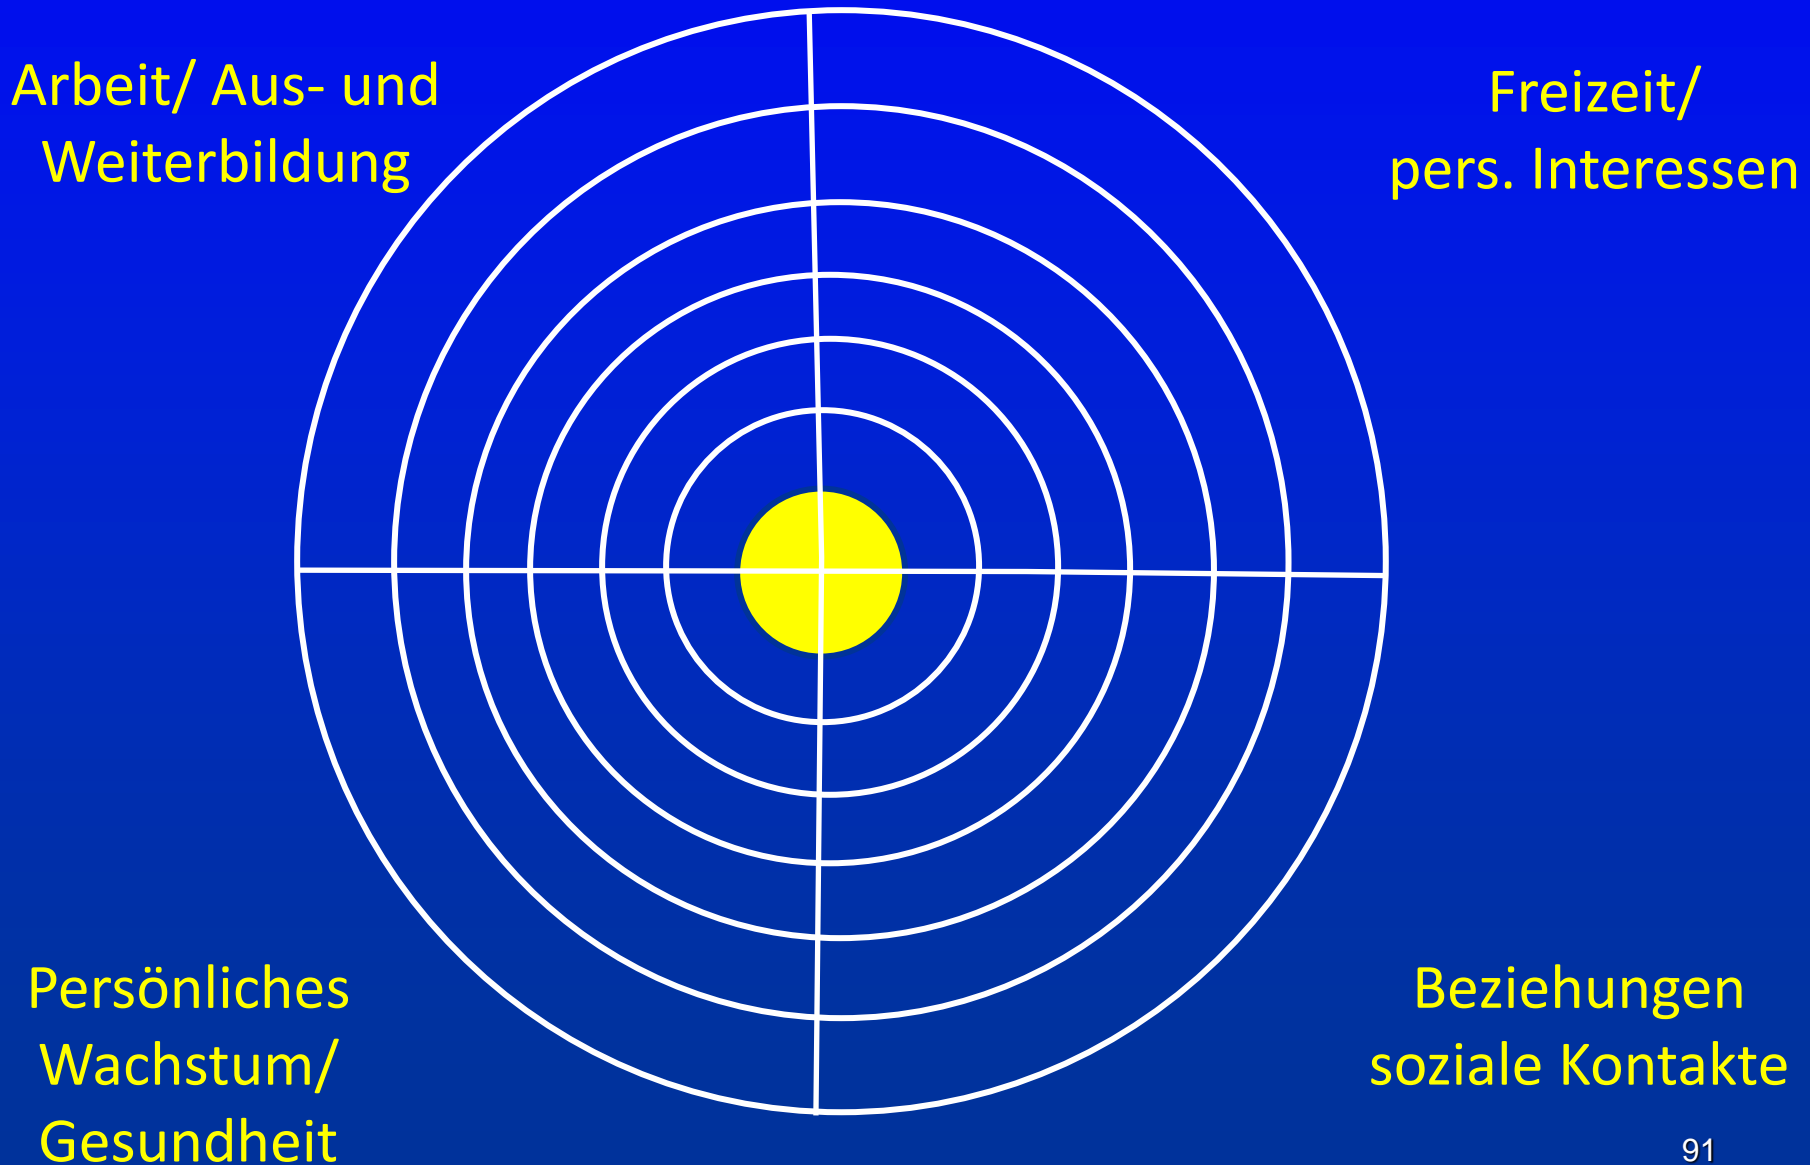 Arbeit/ Aus- und
Weiterbildung
Freizeit/
pers. Interessen
Persönliches
Wachstum/
Gesundheit
Beziehungen
soziale Kontakte
91